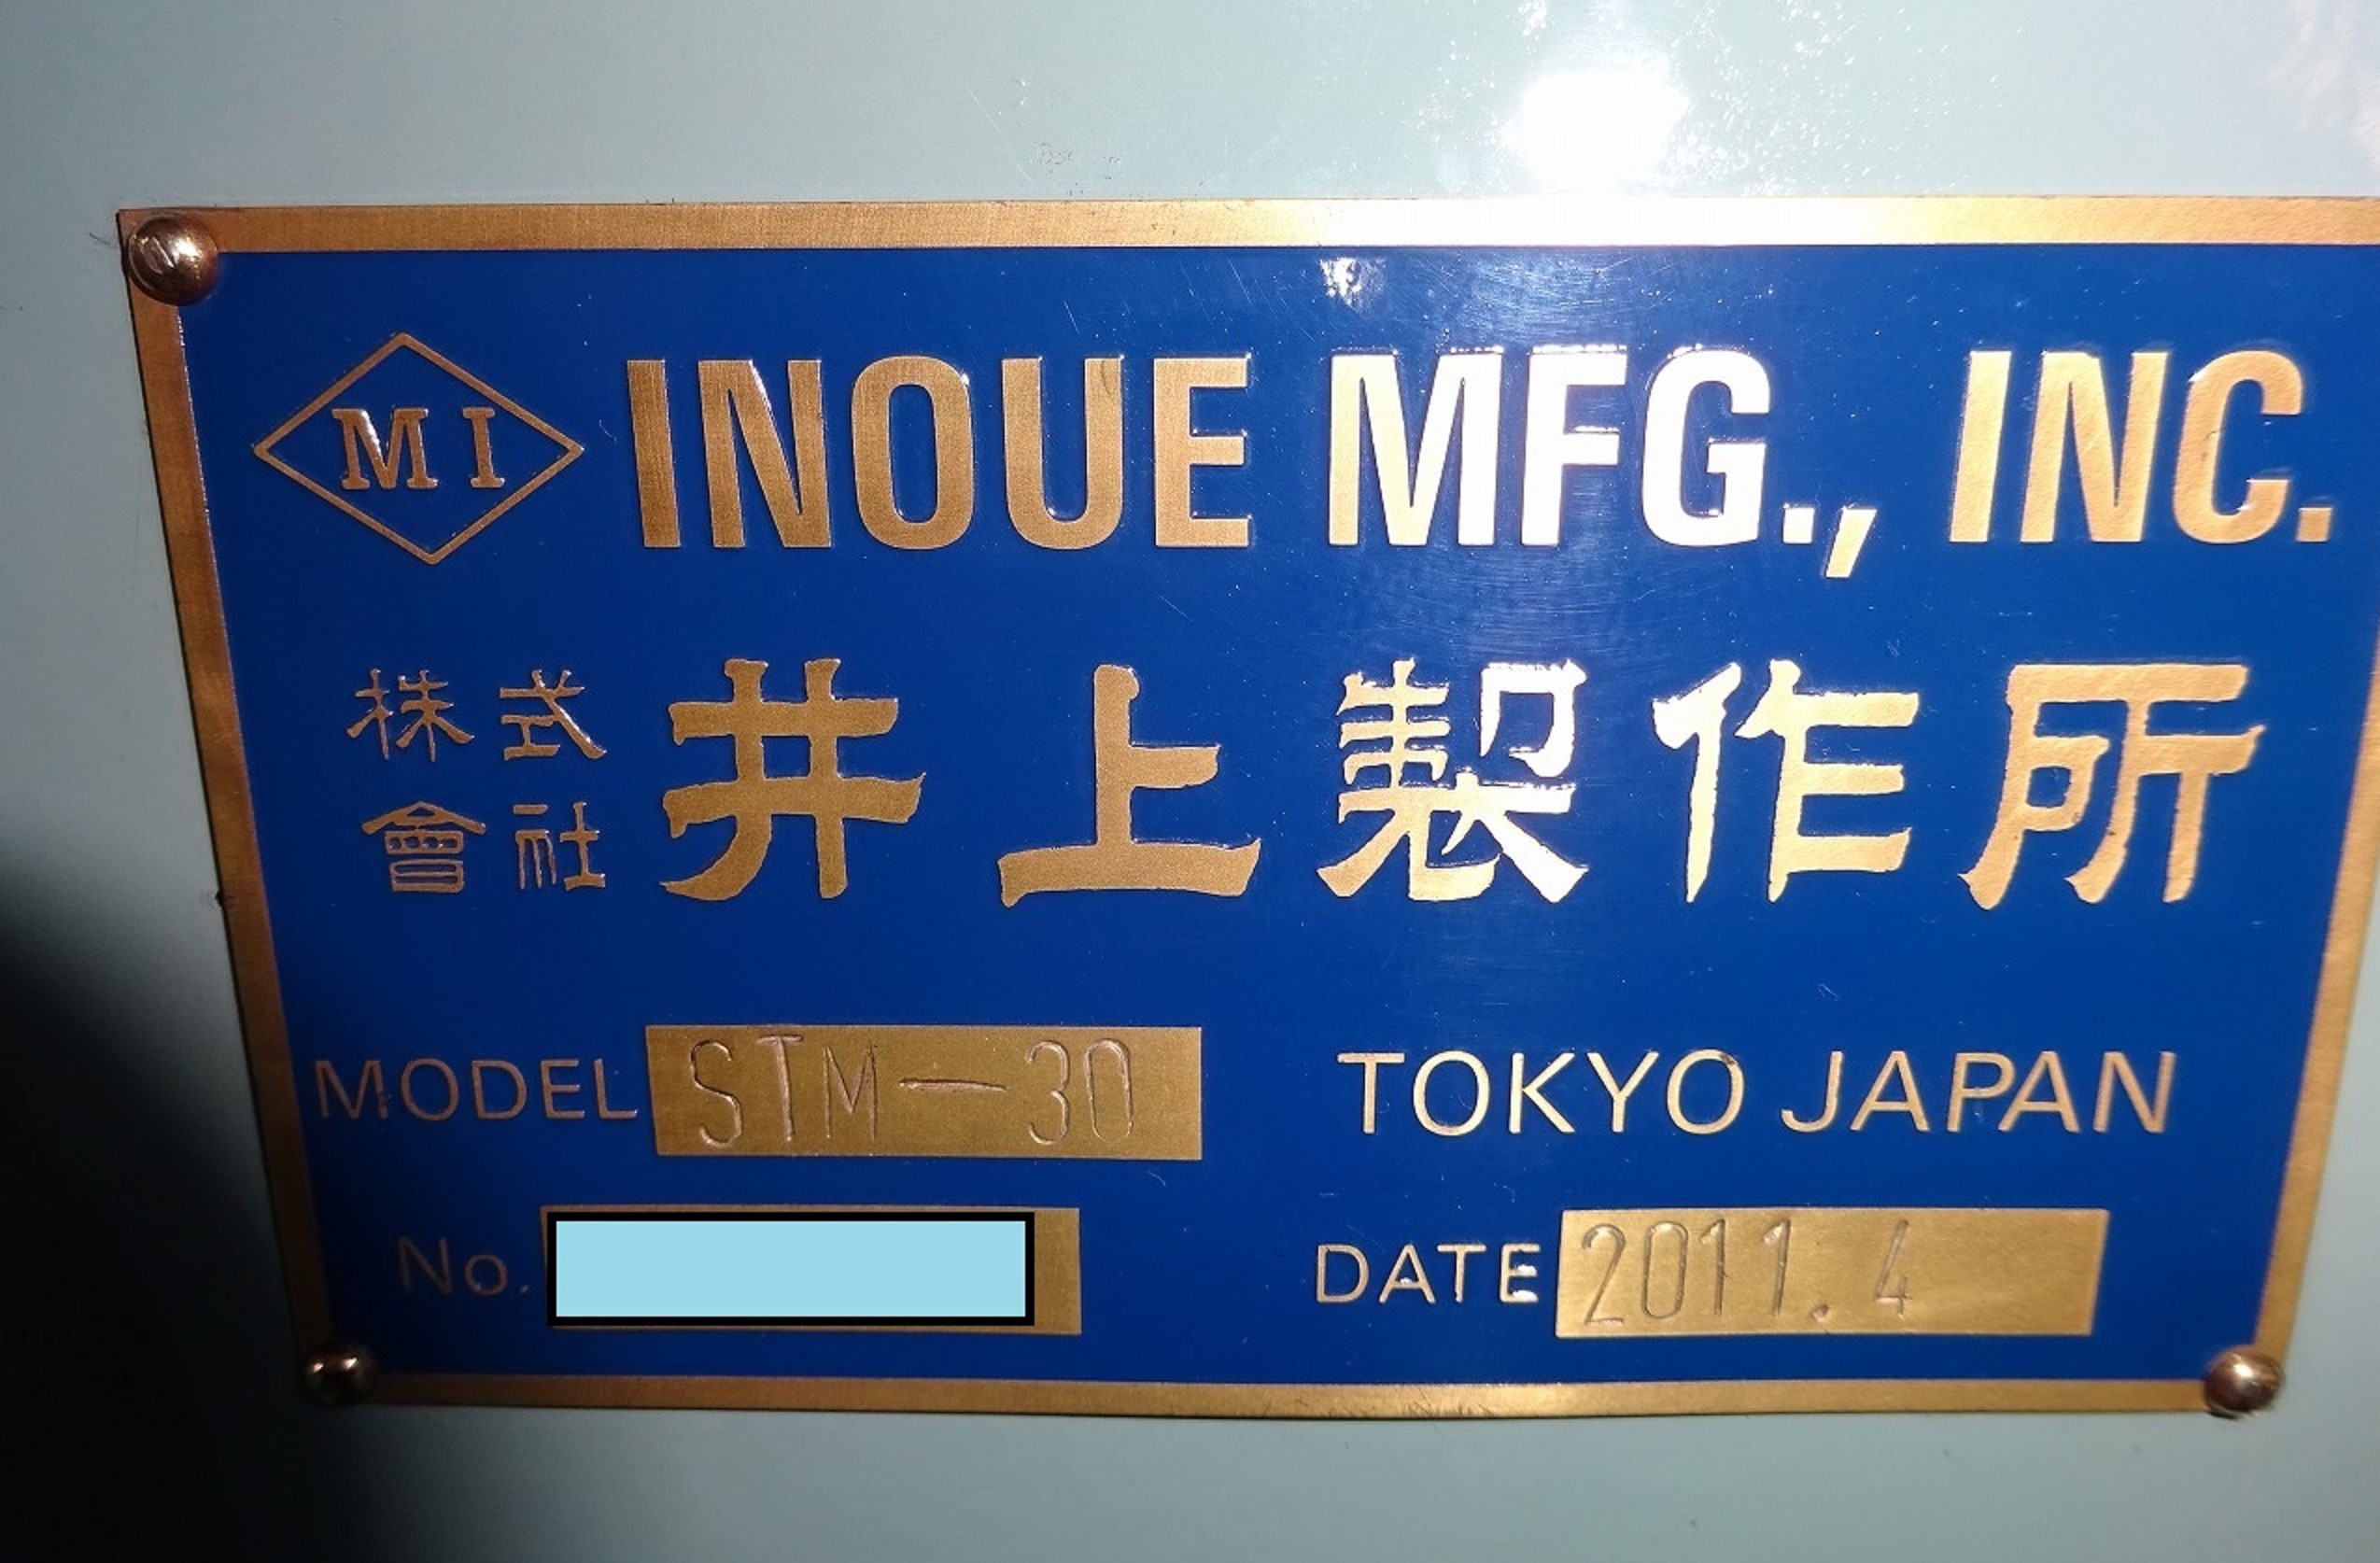 MI INOUE MFG., INC.
株式會社 井上製作所
MODEL STM-30 TOKYO JAPAN
No. DATE 2011.4